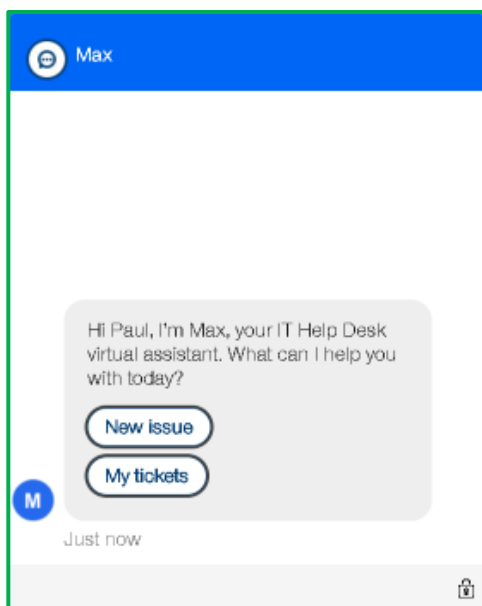 Max
Hi Paul, I'm Max, your IT Help Desk
virtual assistant. What can I help you
with today?
New issue
My tickets
M
Just now